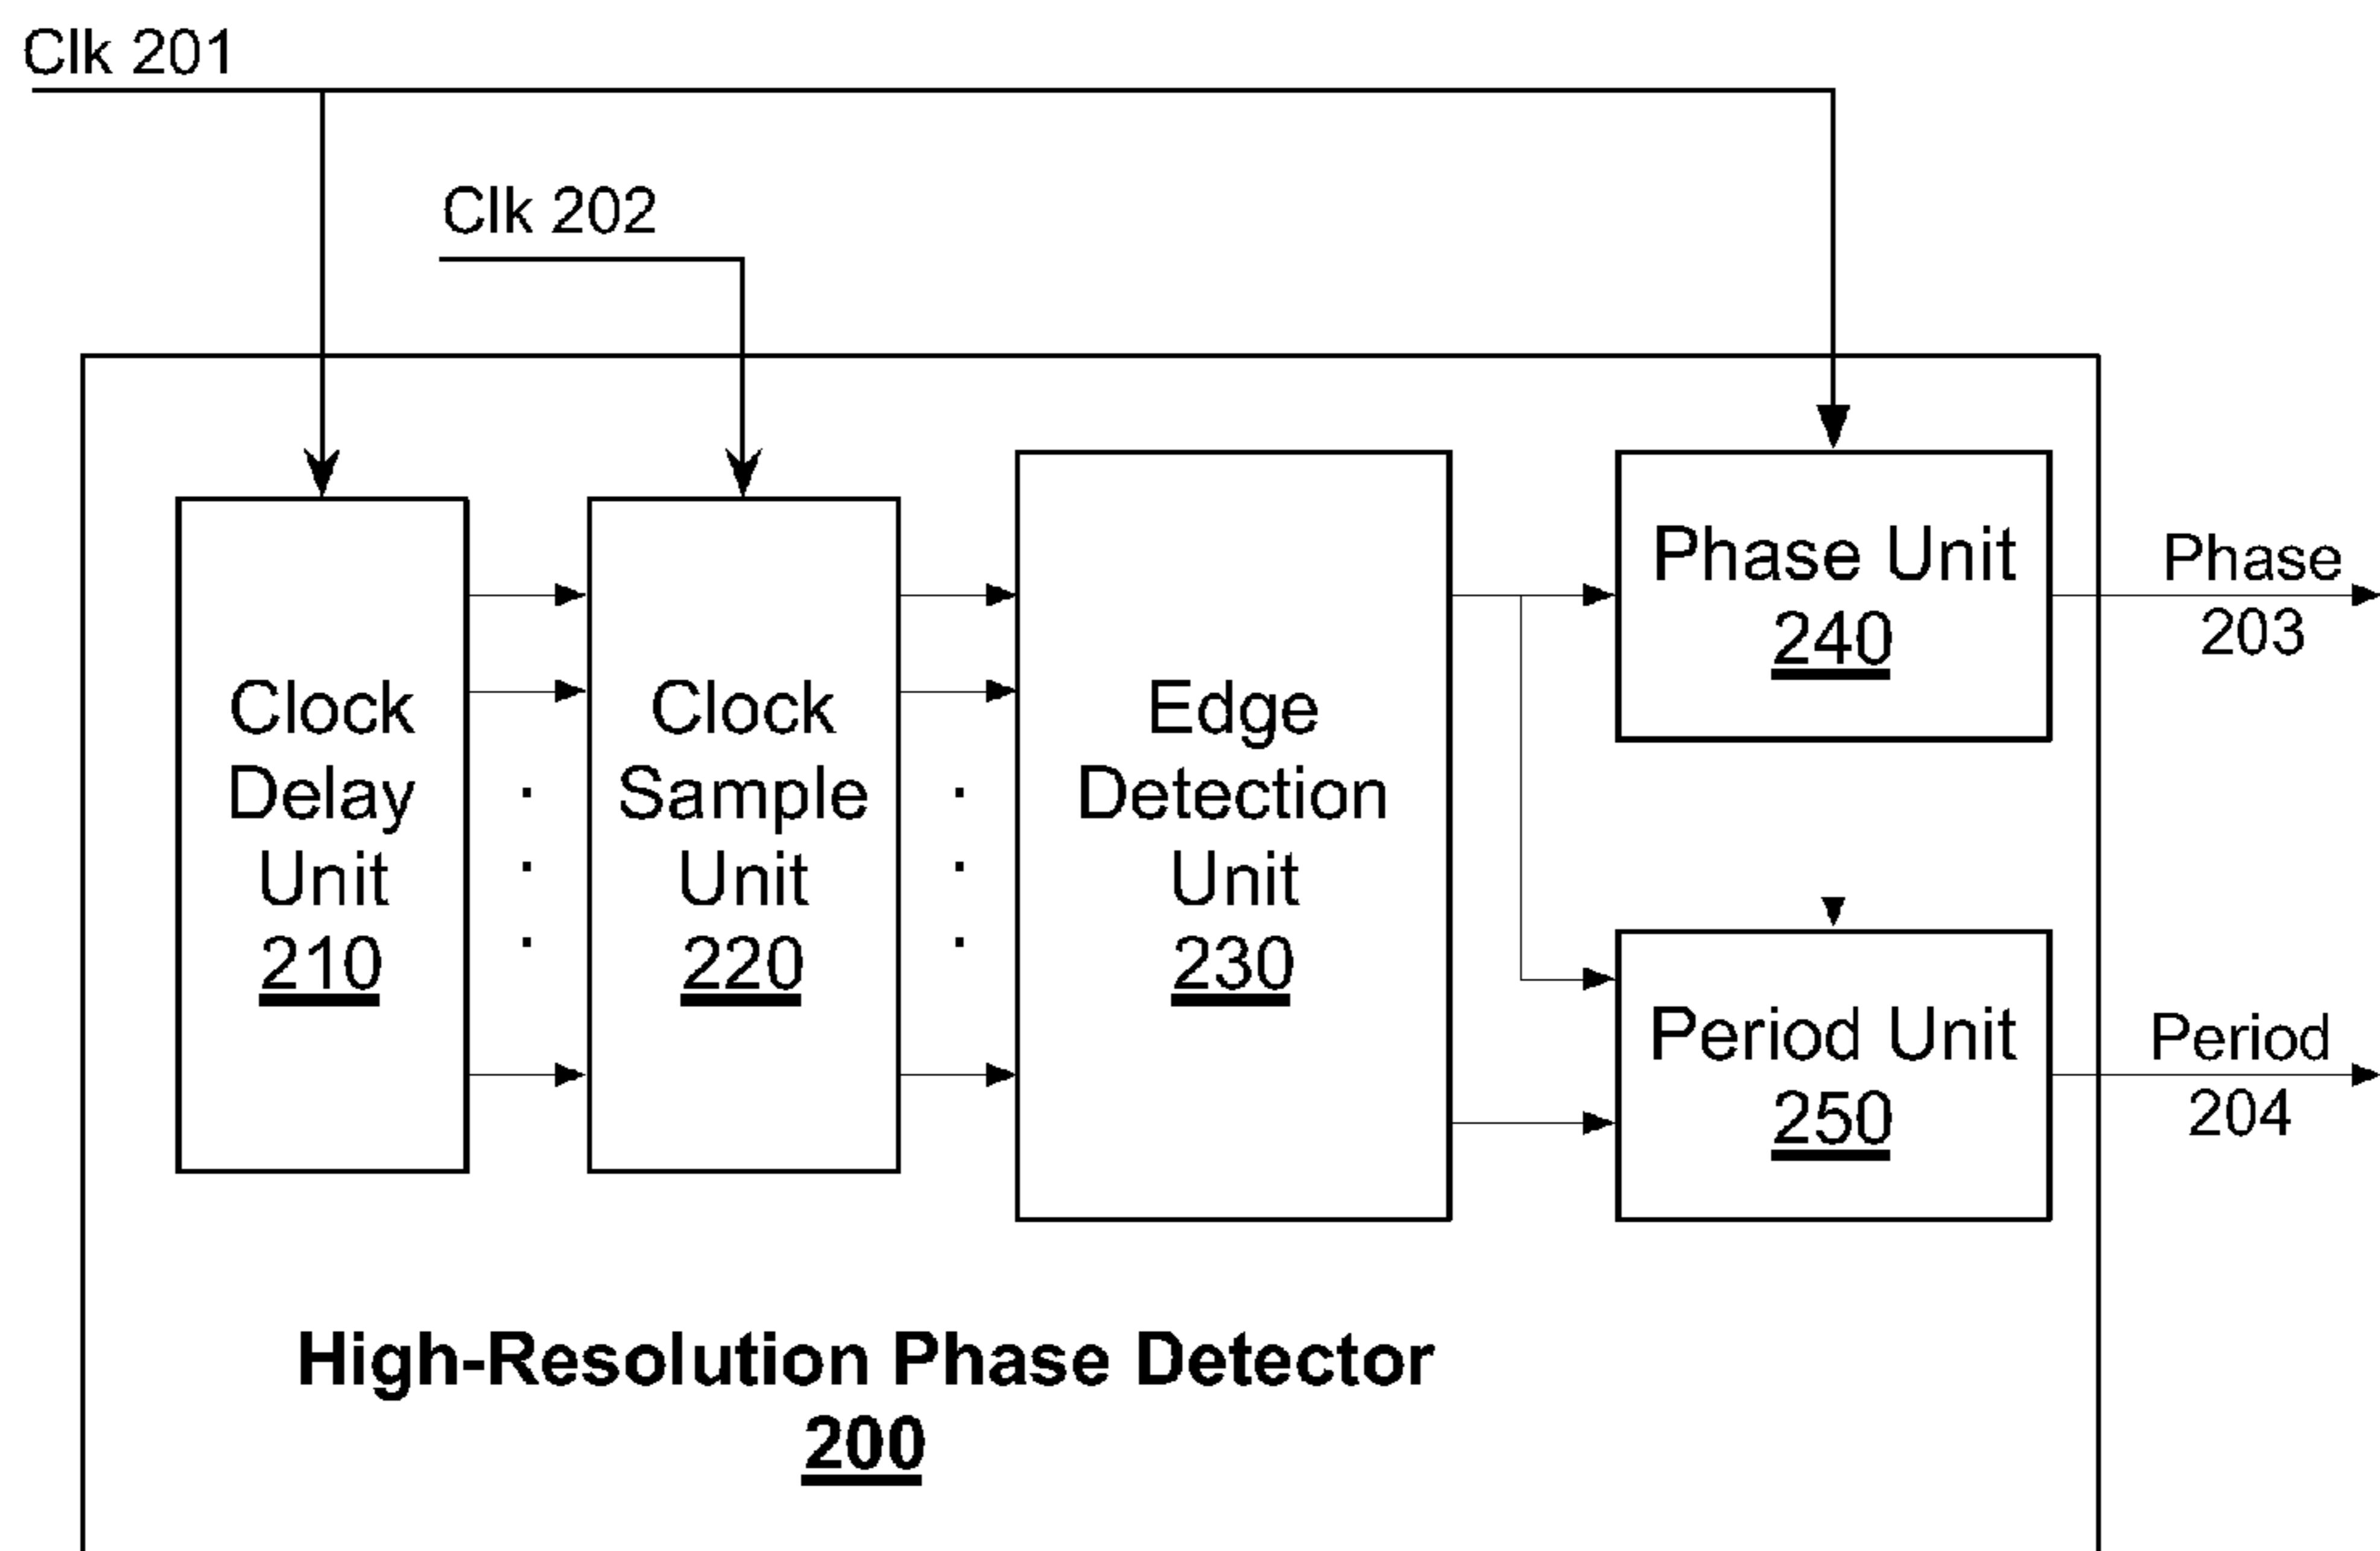 Clk 201
Clk 202
Clock
Delay
Unit
210
Clock
Sample
Unit
220
Edge
Detection
Unit
230
Phase Unit
240
Phase
203
Period Unit
250
Period
204
High-Resolution Phase Detector
200